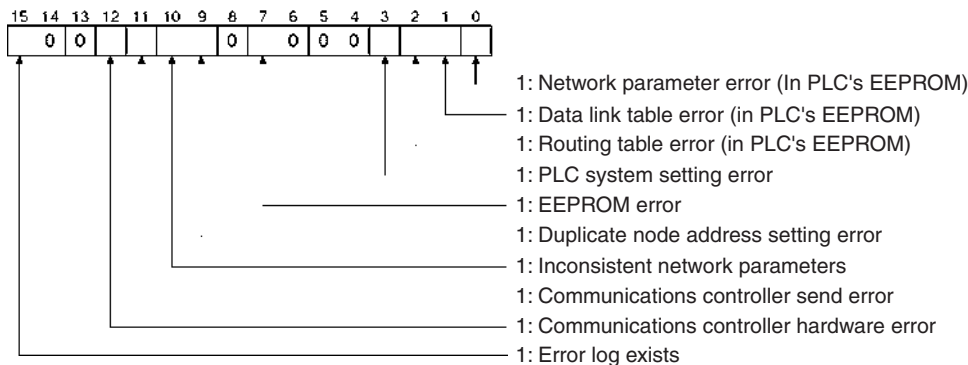 15 14 13 12 11 10 9 8 7 6 5 4 3 2 1 0
0 0 0 0 0 0
1: Network parameter error (In PLC's EEPROM)
1: Data link table error (in PLC's EEPROM)
1: Routing table error (in PLC's EEPROM)
1: PLC system setting error
1: EEPROM error
1: Duplicate node address setting error
1: Inconsistent network parameters
1: Communications controller send error
1: Communications controller hardware error
1: Error log exists